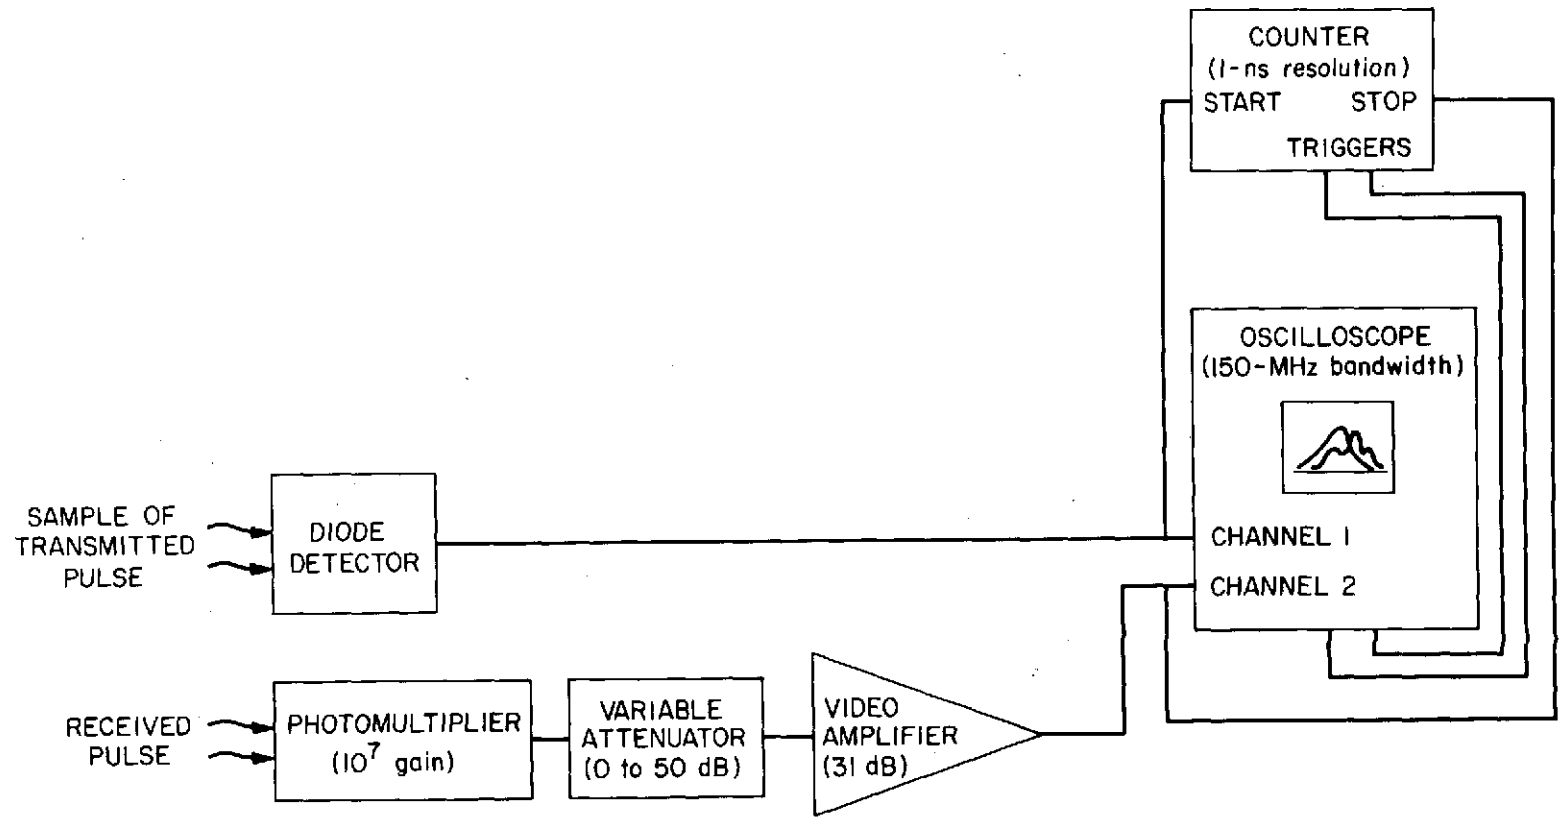 COUNTER
(1-ns resolution)
START STOP
TRIGGERS
OSCILLOSCOPE
(150-MHz bandwidth)
CHANNEL 1
CHANNEL 2
SAMPLE OF
TRANSMITTED
PULSE
DIODE
DETECTOR
RECEIVED
PULSE
PHOTOMULTIPLIER
(10⁷ gain)
VARIABLE
ATTENUATOR
(0 to 50 dB)
VIDEO
AMPLIFIER
(31 dB)